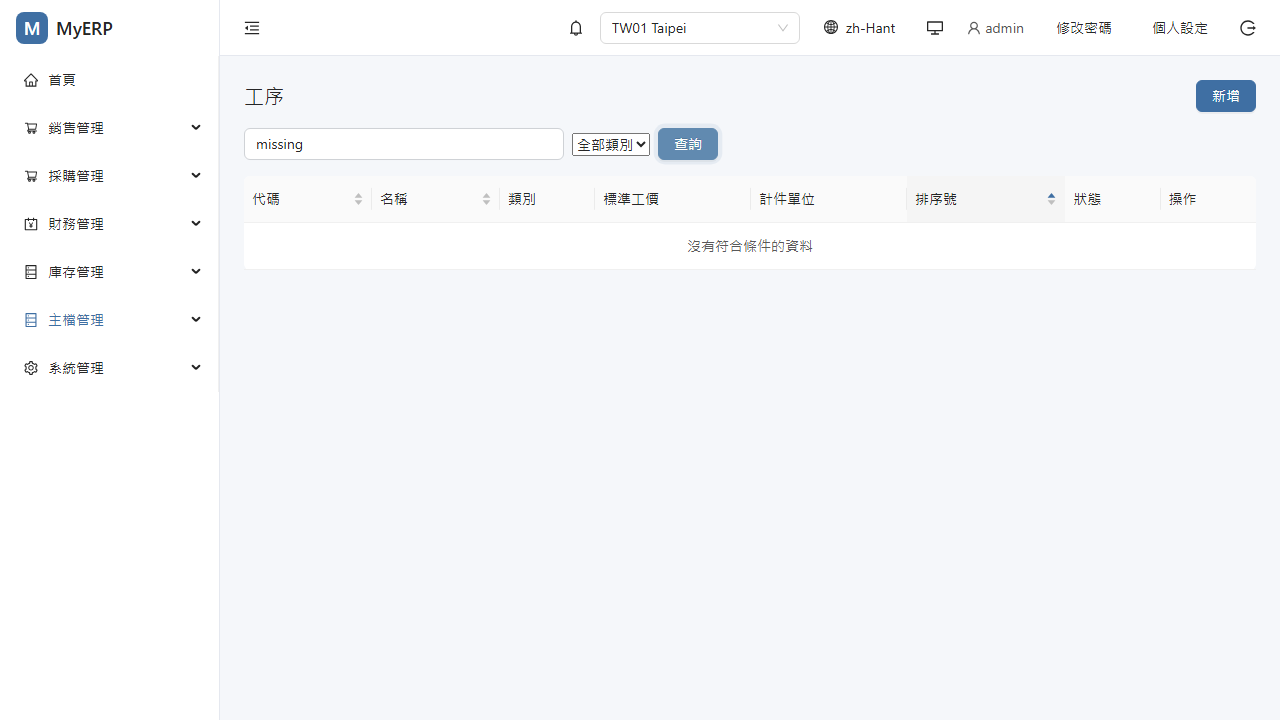 M MyERP
TW01 Taipei
zh-Hant
admin
修改密碼
個人設定
首頁
銷售管理
採購管理
財務管理
庫存管理
主檔管理
系統管理
工序
新增
missing
全部類別
查詢
代碼
名稱
類別
標準工價
計件單位
排序號
狀態
操作
沒有符合條件的資料